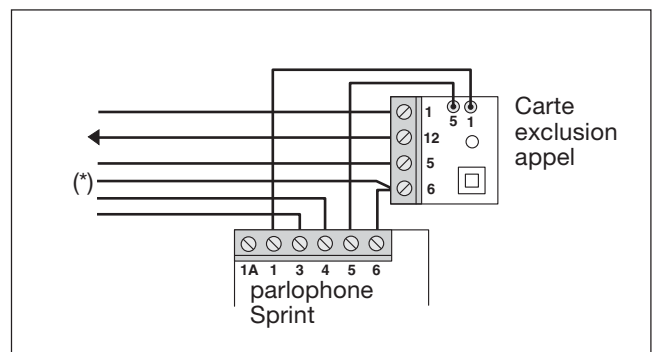 1
5 1
Carte
exclusion
appel
12
5
(*)
6
1A 1 3 4 5 6
parlophone
Sprint